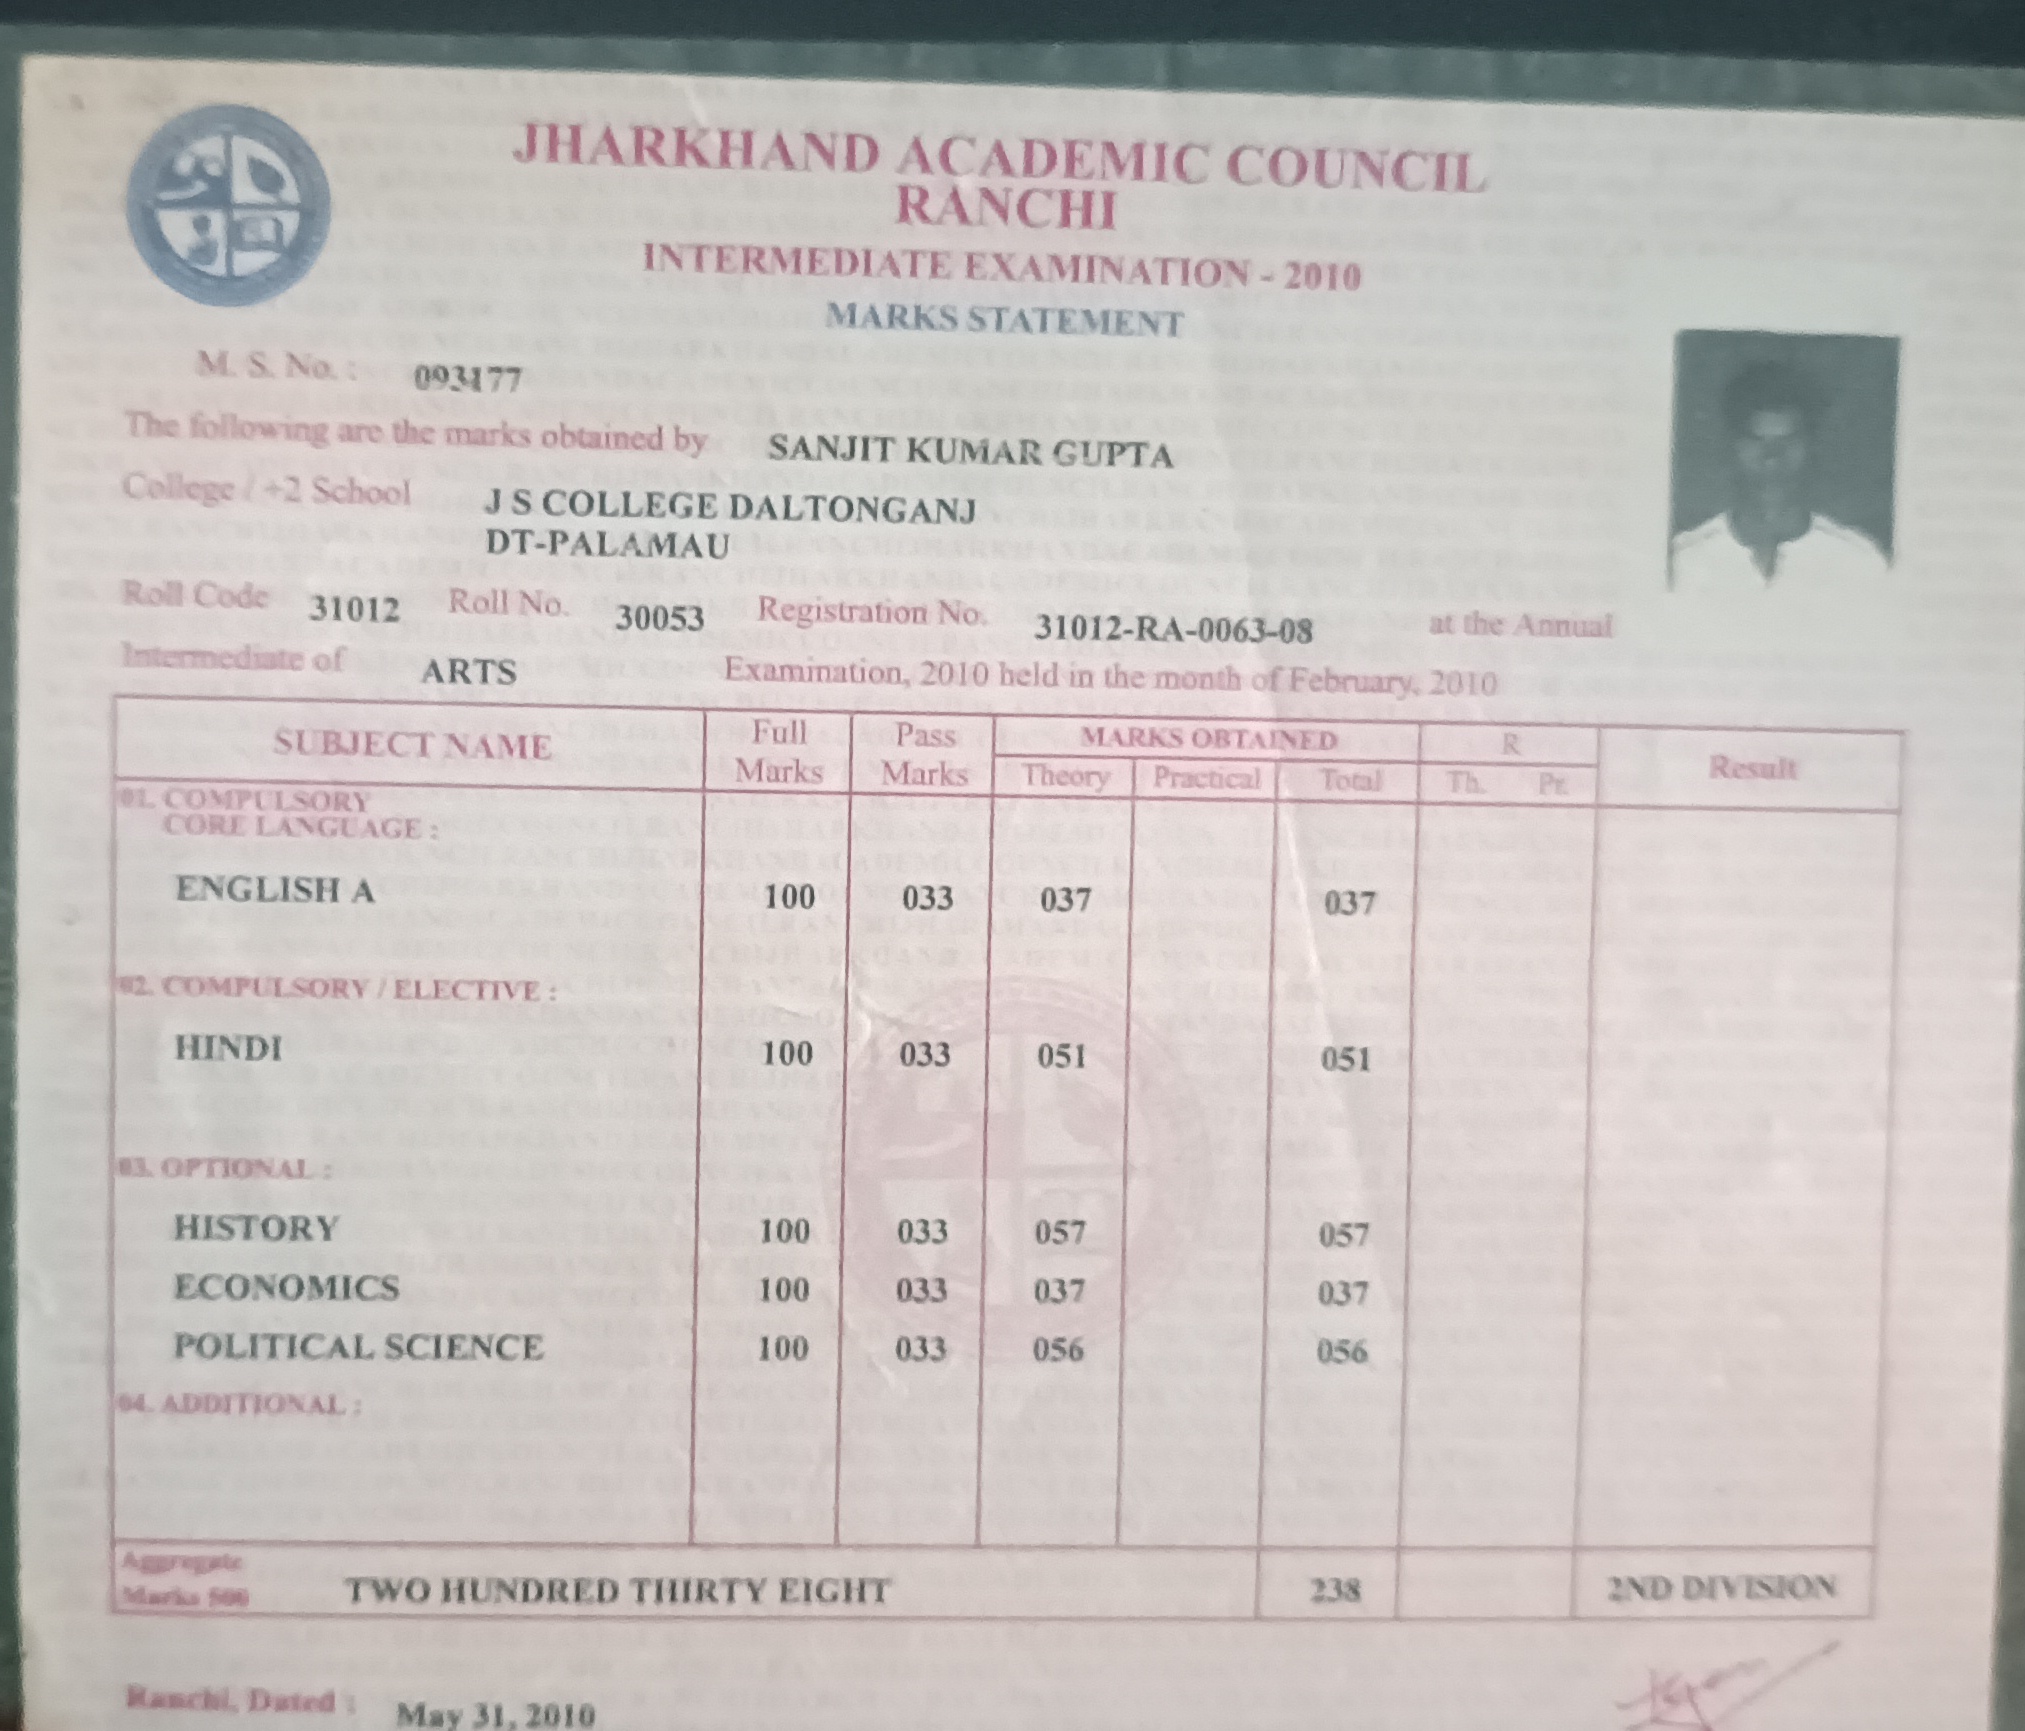 JHARKHAND ACADEMIC COUNCIL
RANCHI
INTERMEDIATE EXAMINATION - 2010
MARKS STATEMENT
M. S. No. : 093177
The following are the marks obtained by SANJIT KUMAR GUPTA
College / +2 School J S COLLEGE DALTONGANJ
DT-PALAMAU
Roll Code 31012 Roll No. 30053 Registration No. 31012-RA-0063-08 at the Annual
Intermediate of ARTS Examination, 2010 held in the month of February, 2010
SUBJECT NAME Full Marks Pass Marks MARKS OBTAINED R Result
Theory Practical Total Th. Pr.
01. COMPULSORY
CORE LANGUAGE :
ENGLISH A 100 033 037 037
02. COMPULSORY / ELECTIVE :
HINDI 100 033 051 051
03. OPTIONAL :
HISTORY 100 033 057 057
ECONOMICS 100 033 037 037
POLITICAL SCIENCE 100 033 056 056
04. ADDITIONAL :
Aggregate
Marks 500 TWO HUNDRED THIRTY EIGHT 238 2ND DIVISION
Ranchi, Dated : May 31, 2010